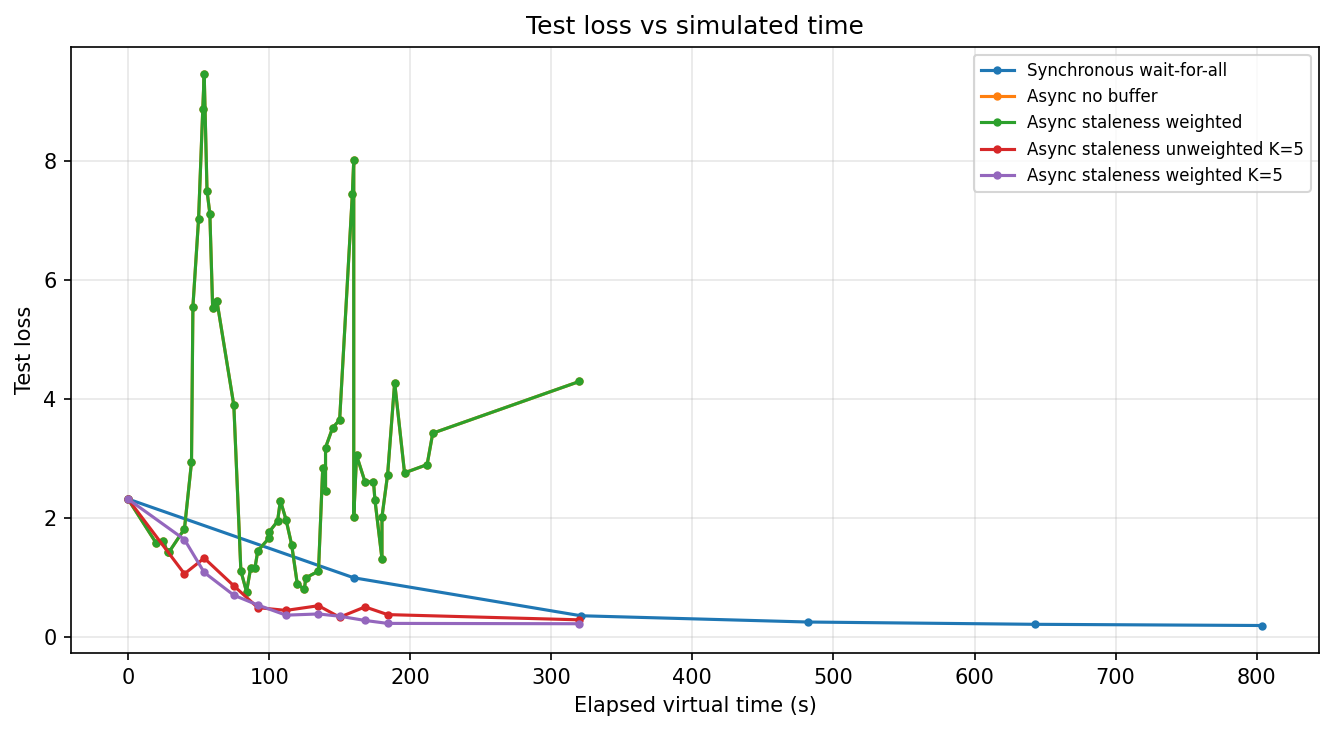 Test loss vs simulated time
Synchronous wait-for-all
Async no buffer
Async staleness weighted
Async staleness unweighted K=5
Async staleness weighted K=5
Test loss
8
6
4
2
0
0 100 200 300 400 500 600 700 800
Elapsed virtual time (s)